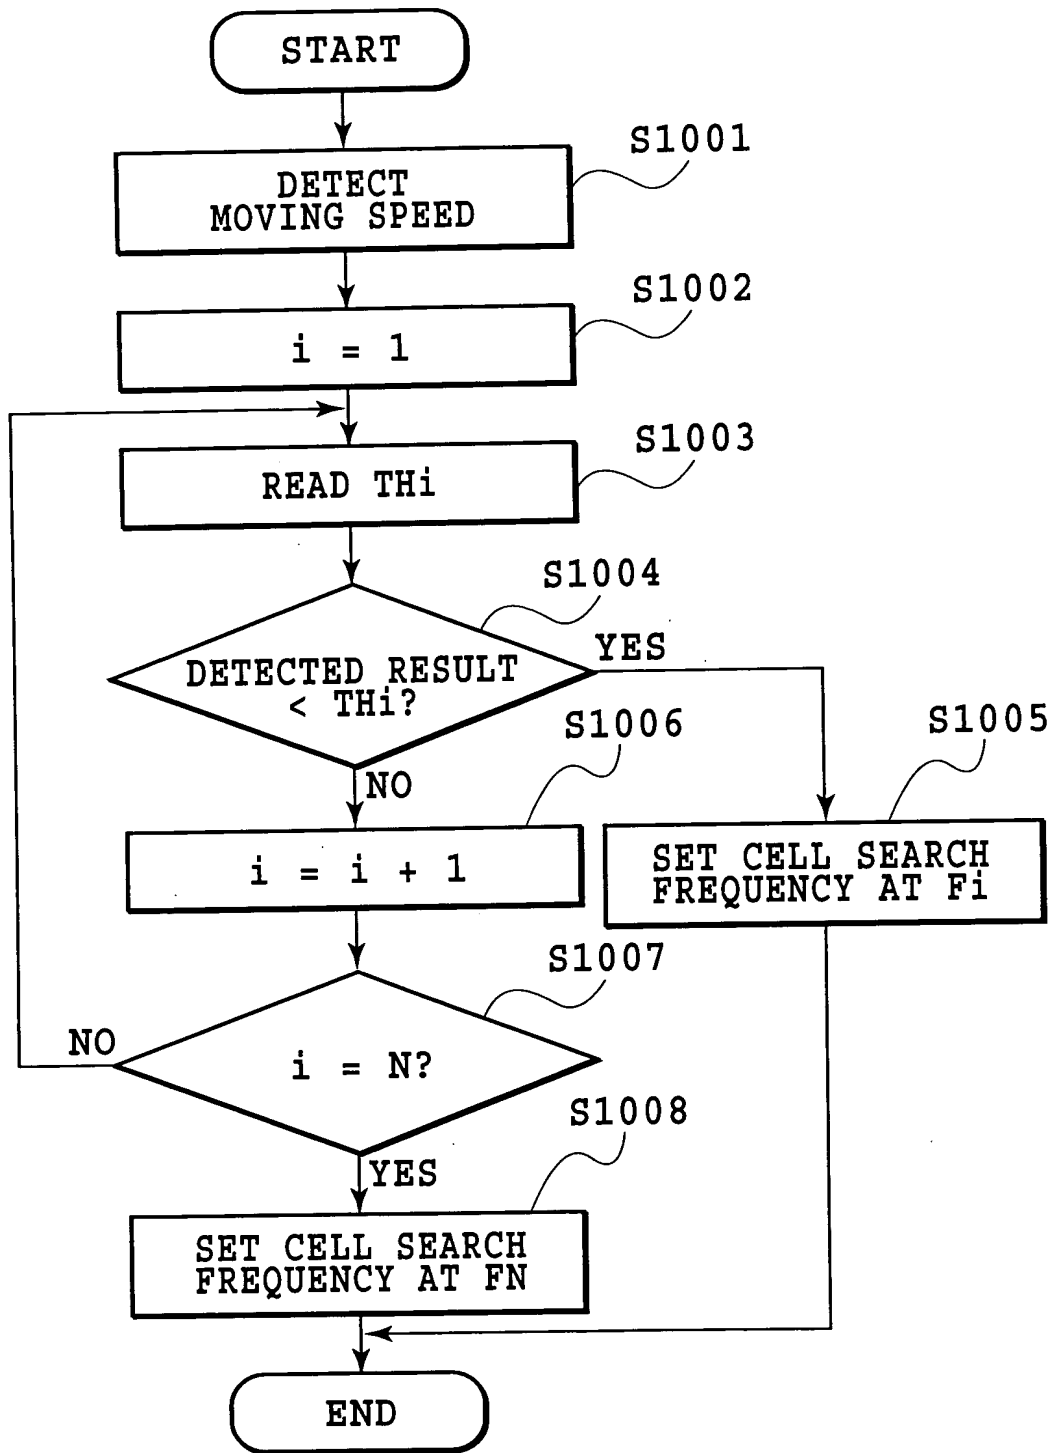 START
S1001
DETECT
MOVING SPEED
S1002
i = 1
S1003
READ THi
S1004
YES
DETECTED RESULT
< THi?
S1006
S1005
NO
i = i + 1
SET CELL SEARCH
FREQUENCY AT Fi
S1007
NO
i = N?
S1008
YES
SET CELL SEARCH
FREQUENCY AT FN
END